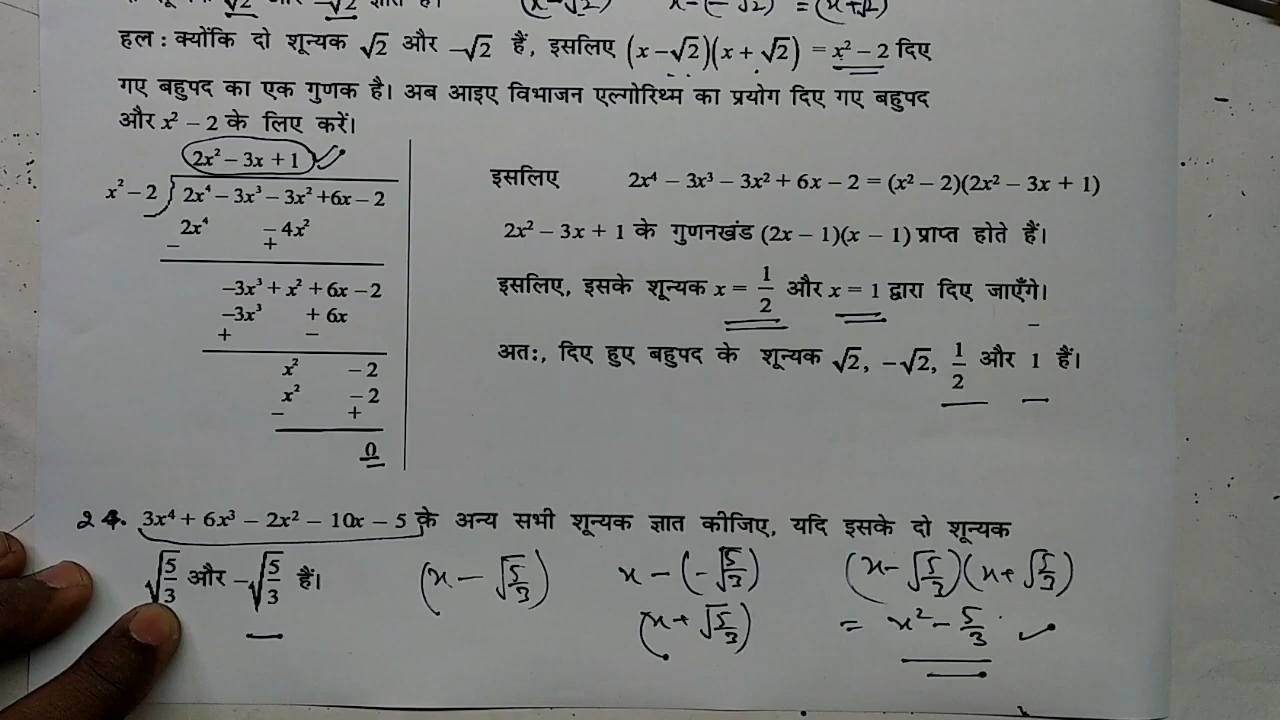 √2 और −√2 ज्ञात है। (x−√2) x−(−√2) = (x+√2)
हल : क्योंकि दो शून्यक √2 और −√2 हैं, इसलिए (x−√2)(x+√2) = x² − 2 दिए
गए बहुपद का एक गुणक है। अब आइए विभाजन एल्गोरिथ्म का प्रयोग दिए गए बहुपद
और x² − 2 के लिए करें।
2x² − 3x + 1
x² − 2 ) 2x⁴ − 3x³ − 3x² + 6x − 2
2x⁴ − 4x²
− +
−3x³ + x² + 6x − 2
−3x³ + 6x
+ −
x² − 2
x² − 2
− +
0
इसलिए 2x⁴ − 3x³ − 3x² + 6x − 2 = (x² − 2)(2x² − 3x + 1)
2x² − 3x + 1 के गुणनखंड (2x − 1)(x − 1) प्राप्त होते हैं।
इसलिए, इसके शून्यक x = 1/2 और x = 1 द्वारा दिए जाएँगे।
अतः, दिए हुए बहुपद के शून्यक √2, −√2, 1/2 और 1 हैं।
24. 3x⁴ + 6x³ − 2x² − 10x − 5 के अन्य सभी शून्यक ज्ञात कीजिए, यदि इसके दो शून्यक
√(5/3) और −√(5/3) हैं। (x − √(5/3)) x − (−√(5/3)) (x − √(5/3))(x + √(5/3))
(x + √(5/3)) = x² − 5/3